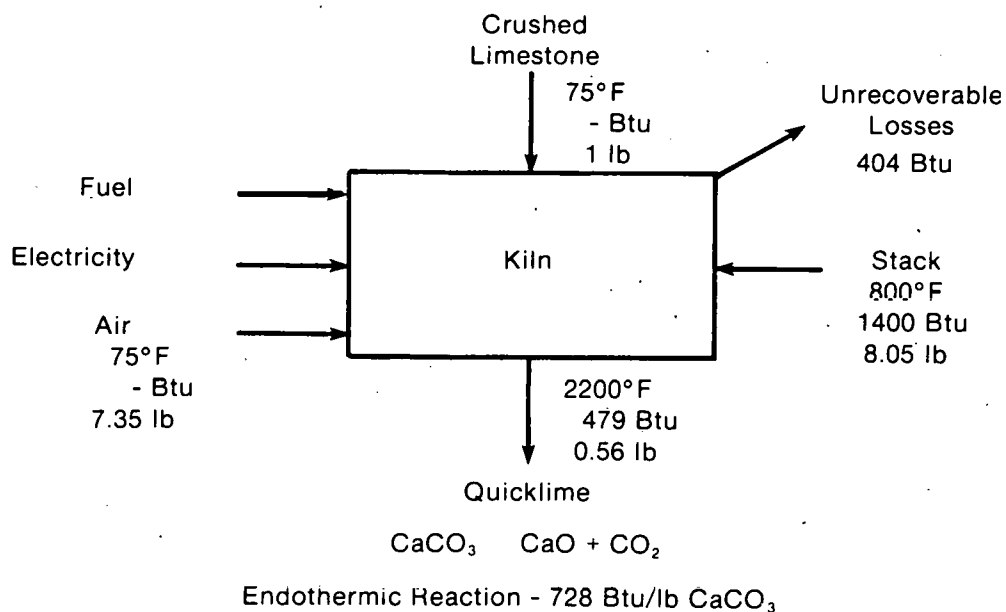 Crushed
Limestone
75°F
- Btu
1 lb
Unrecoverable
Losses
404 Btu
Fuel
Electricity
Air
75°F
- Btu
7.35 lb
Kiln
Stack
800°F
1400 Btu
8.05 lb
2200°F
479 Btu
0.56 lb
Quicklime
CaCO₃ CaO + CO₂
Endothermic Reaction - 728 Btu/lb CaCO₃